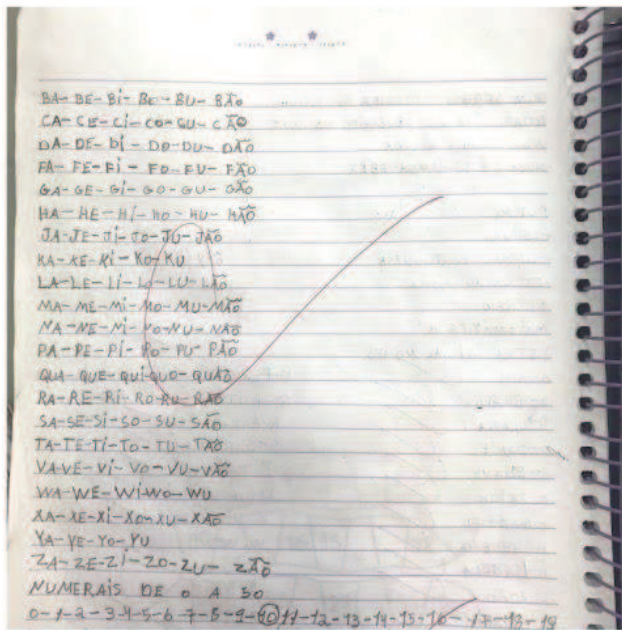 BA-BE-Bi-BE-BU-BÃO
CA-CE-Ci-CO-CU-CÃO
DA-DE-Di-DO-DU-DÃO
FA-FE-Fi-FO-FU-FÃO
GA-GE-Gi-GO-GU-GÃO
HA-HE-Hi-HO-HU-HÃO
JA-JE-Ji-JO-JU-JÃO
KA-KE-Ki-KO-KU
LA-LE-Li-LO-LU-LÃO
MA-ME-Mi-MO-MU-MÃO
NA-NE-Ni-NO-NU-NÃO
PA-PE-Pi-PO-PU-PÃO
QUA-QUE-QUi-QUO-QUÃO
RA-RE-Ri-RO-RU-RÃO
SA-SE-Si-SO-SU-SÃO
TA-TE-Ti-TO-TU-TÃO
VA-VE-Vi-VO-VU-VÃO
WA-WE-Wi-WO-WU
XA-XE-Xi-XO-XU-XÃO
YA-YE-YO-YU
ZA-ZE-Zi-ZO-ZU-ZÃO
NUMERAiS DE 0 A 50
0-1-2-3-4-5-6-7-8-9-10-11-12-13-14-15-16-17-18-19